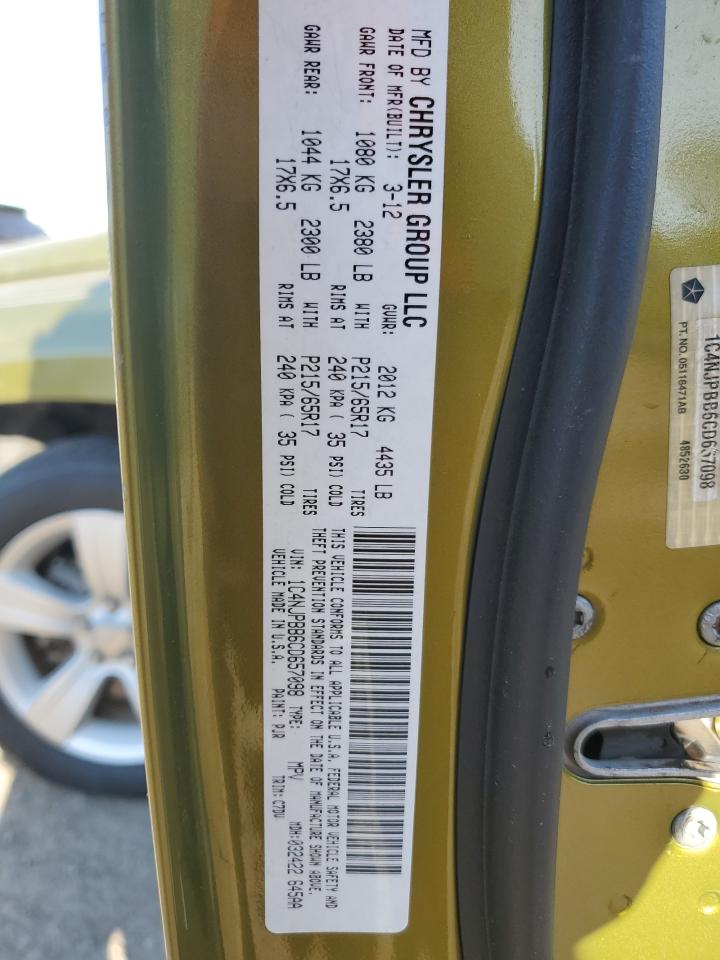 MFD BY CHRYSLER GROUP LLC
DATE OF MFR(BUILT): 3-12 GVWR: 2012 KG 4435 LB
GAWR FRONT: 1080 KG 2380 LB WITH P215/65R17 TIRES
17X6.5 RIMS AT 240 KPA ( 35 PSI) COLD
GAWR REAR: 1044 KG 2300 LB WITH P215/65R17 TIRES
17X6.5 RIMS AT 240 KPA ( 35 PSI) COLD
THIS VEHICLE CONFORMS TO ALL APPLICABLE U.S.A. FEDERAL MOTOR VEHICLE SAFETY AND
THEFT PREVENTION STANDARDS IN EFFECT ON THE DATE OF MANUFACTURE SHOWN ABOVE.
VIN: 1C4NJPBB6CD657098 TYPE: MPV MDH:032422 645AA
VEHICLE MADE IN U.S.A. PAINT: PJR TRIM: C7DV
1C4NJPBB6CD657098
PT. NO. 05116471AB 4852630